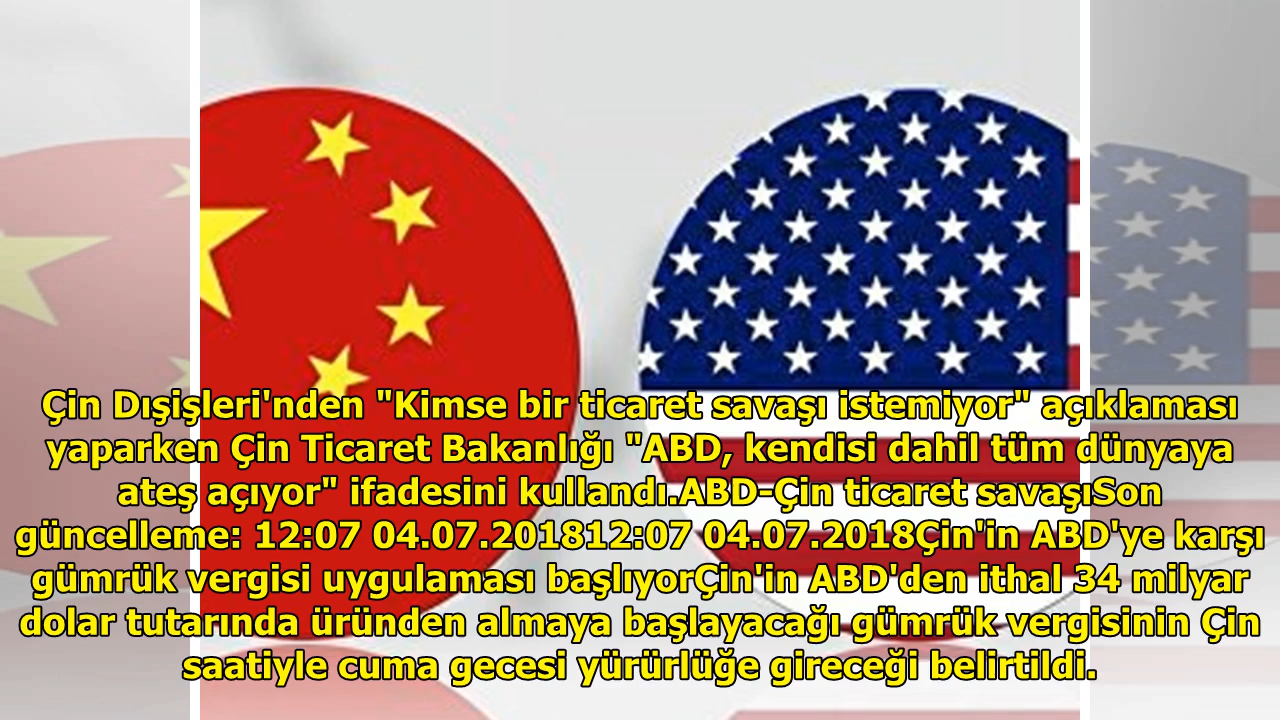 Çin Dışişleri'nden "Kimse bir ticaret savaşı istemiyor" açıklaması
yaparken Çin Ticaret Bakanlığı "ABD, kendisi dahil tüm dünyaya
ateş açıyor" ifadesini kullandı.ABD-Çin ticaret savaşıSon
güncelleme: 12:07 04.07.201812:07 04.07.2018Çin'in ABD'ye karşı
gümrük vergisi uygulaması başlıyorÇin'in ABD'den ithal 34 milyar
dolar tutarında üründen almaya başlayacağı gümrük vergisinin Çin
saatiyle cuma gecesi yürürlüğe gireceği belirtildi.